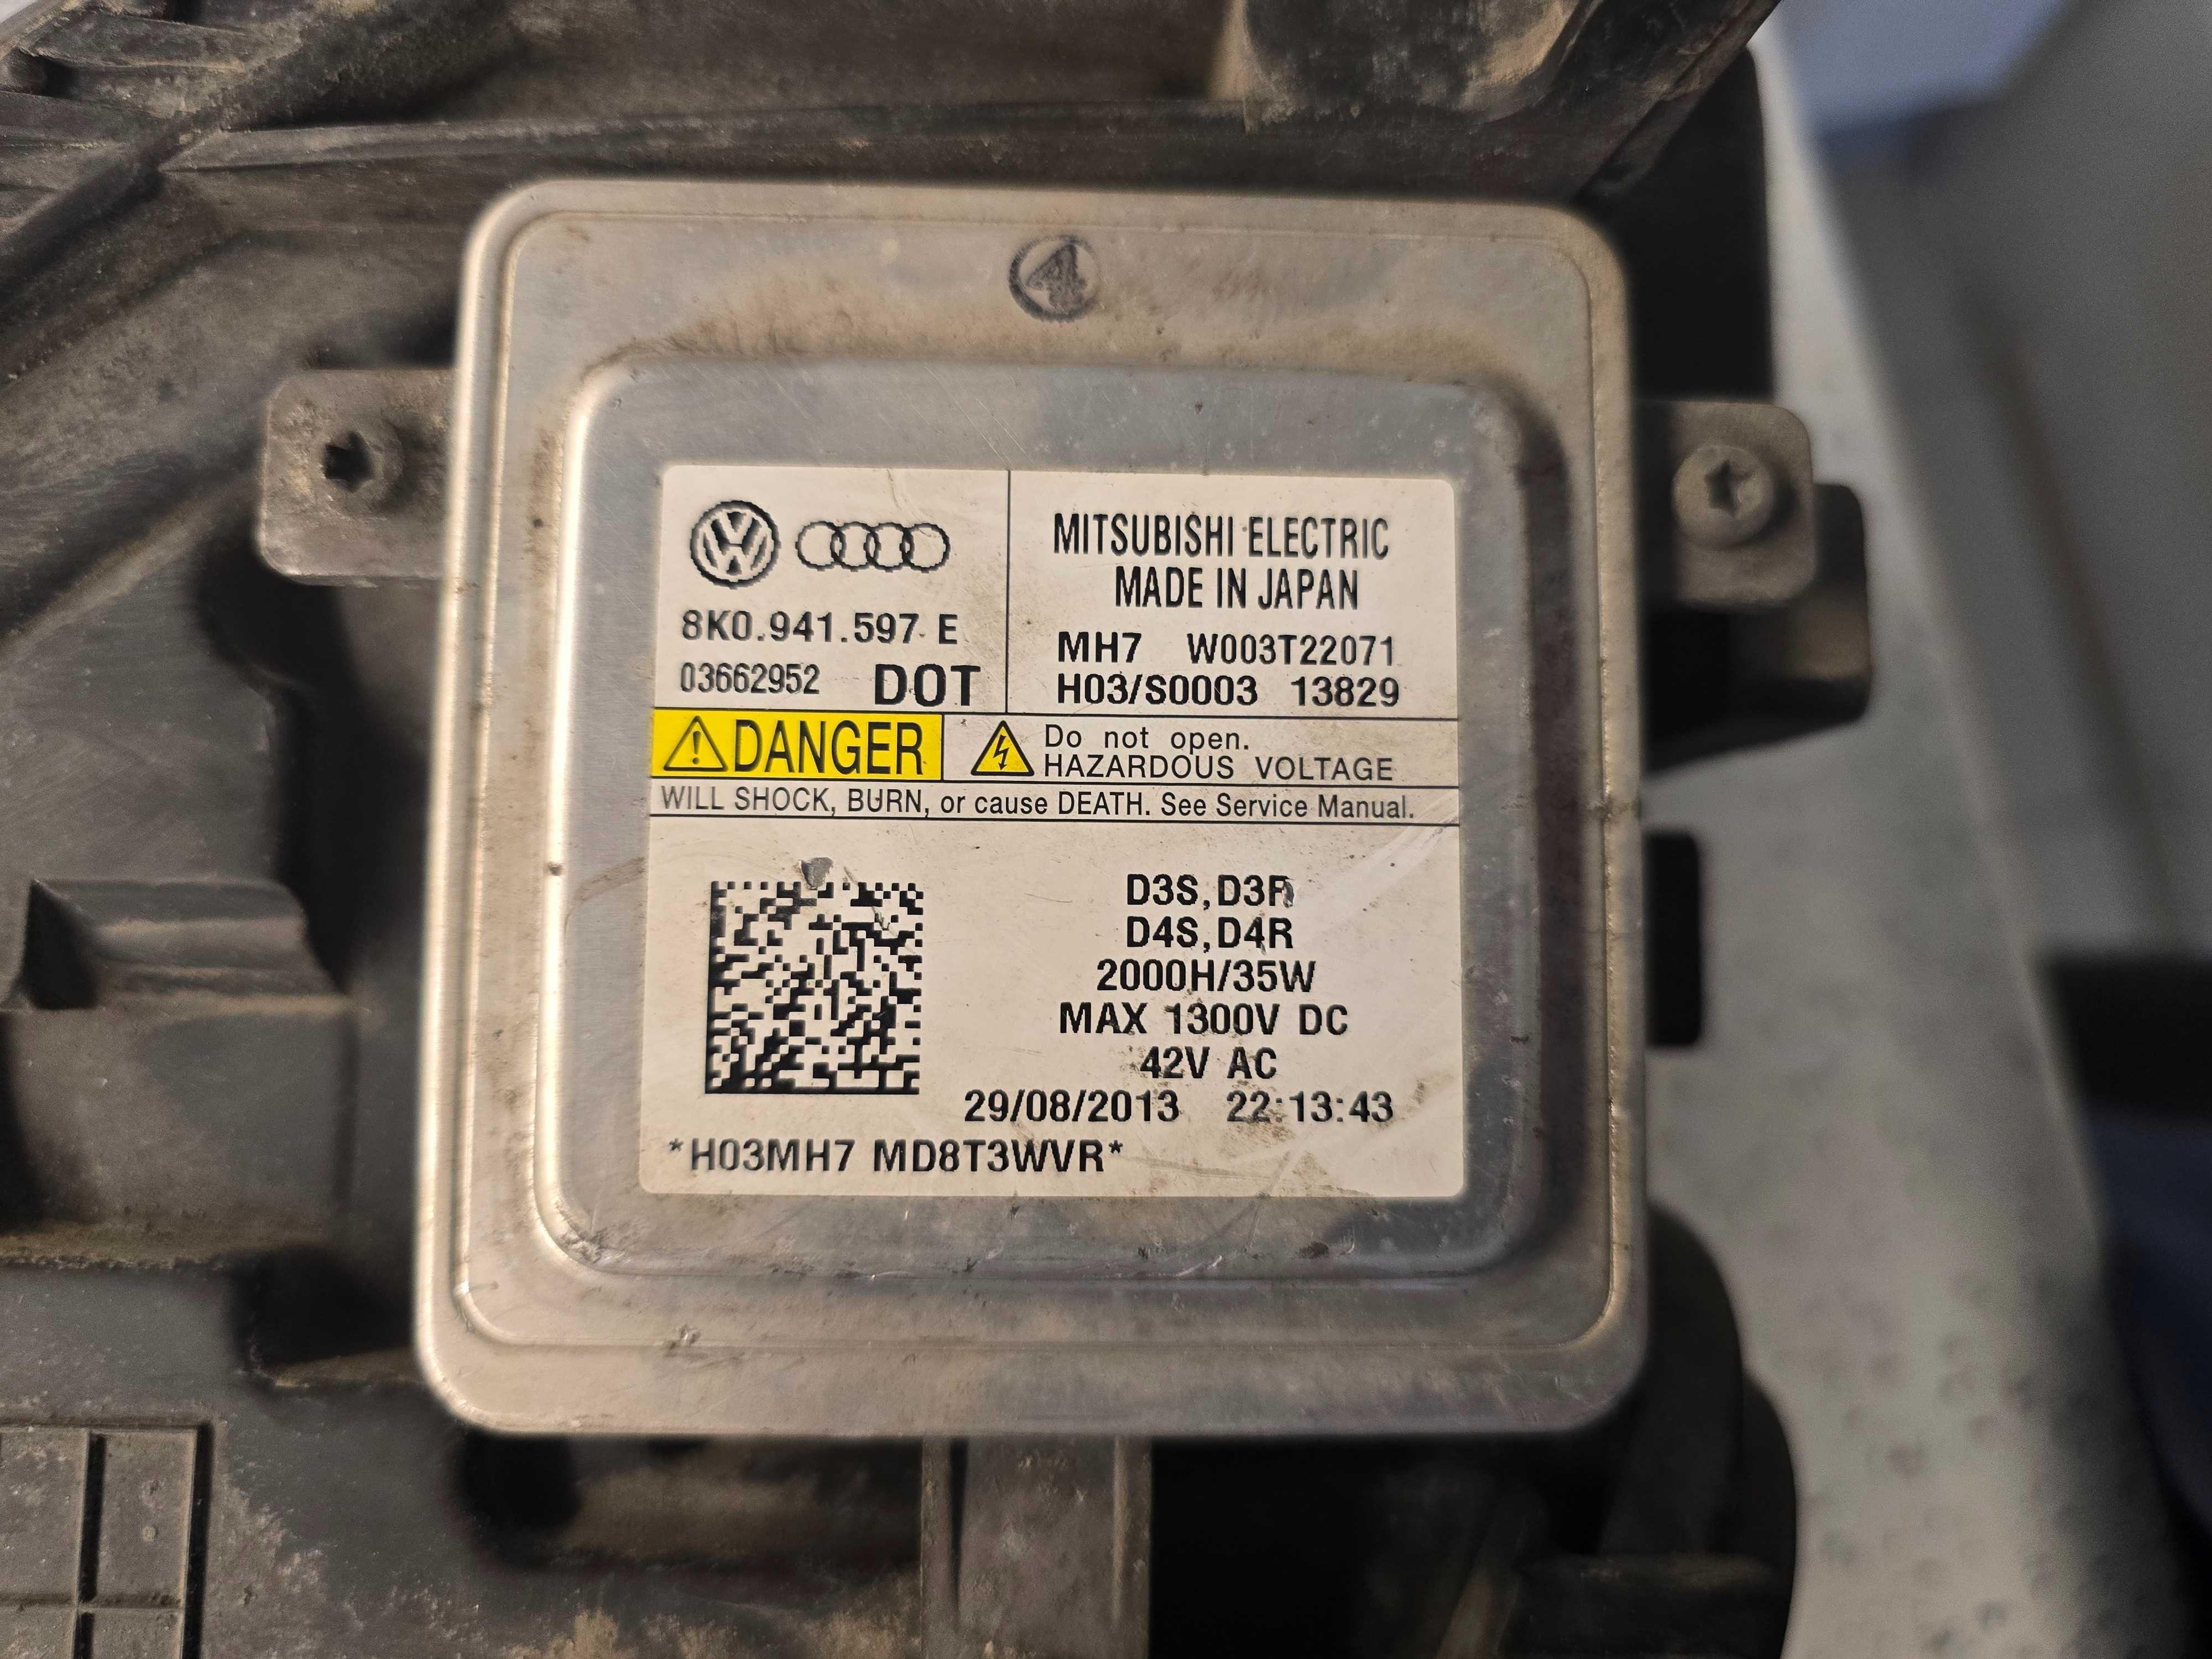 4
8K0.941.597 E
03662952 DOT
MITSUBISHI ELECTRIC
MADE IN JAPAN
MH7 W003T22071
H03/S0003 13829
DANGER
Do not open.
HAZARDOUS VOLTAGE
WILL SHOCK, BURN, or cause DEATH. See Service Manual.
D3S,D3R
D4S,D4R
2000H/35W
MAX 1300V DC
42V AC
29/08/2013 22:13:43
*H03MH7 MD8T3WVR*